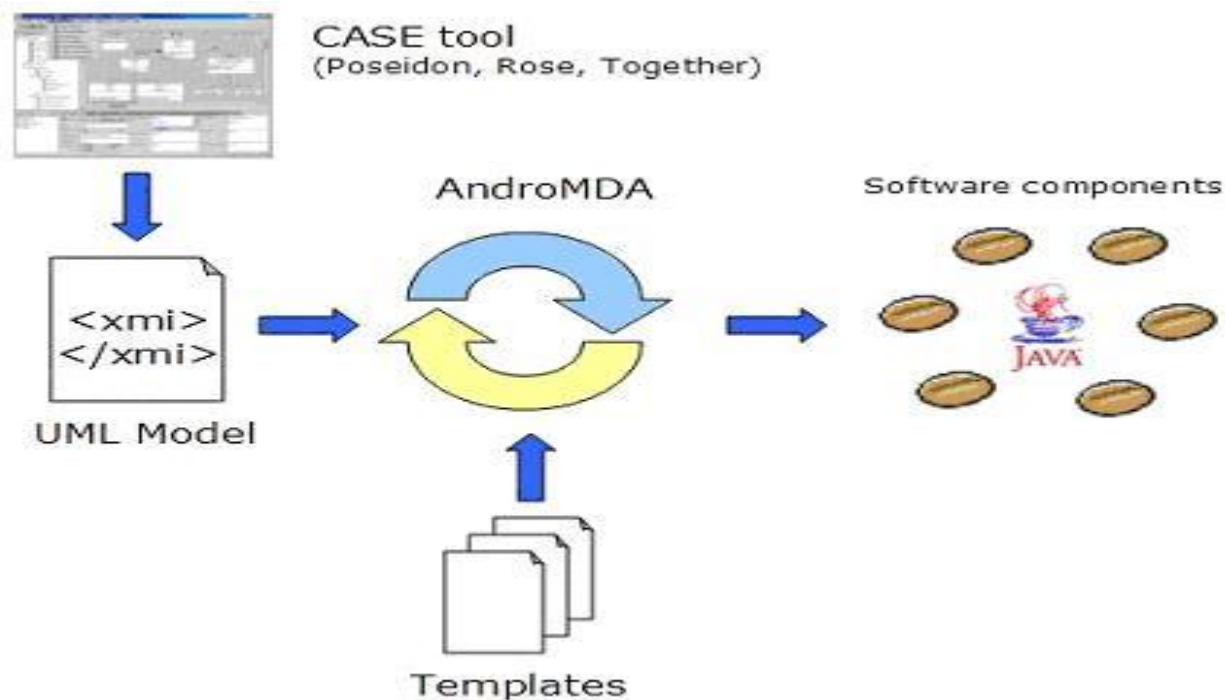 CASE tool
(Poseidon, Rose, Together)
AndroMDA
Software components
<xmi>
</xmi>
JAVA
UML Model
Templates